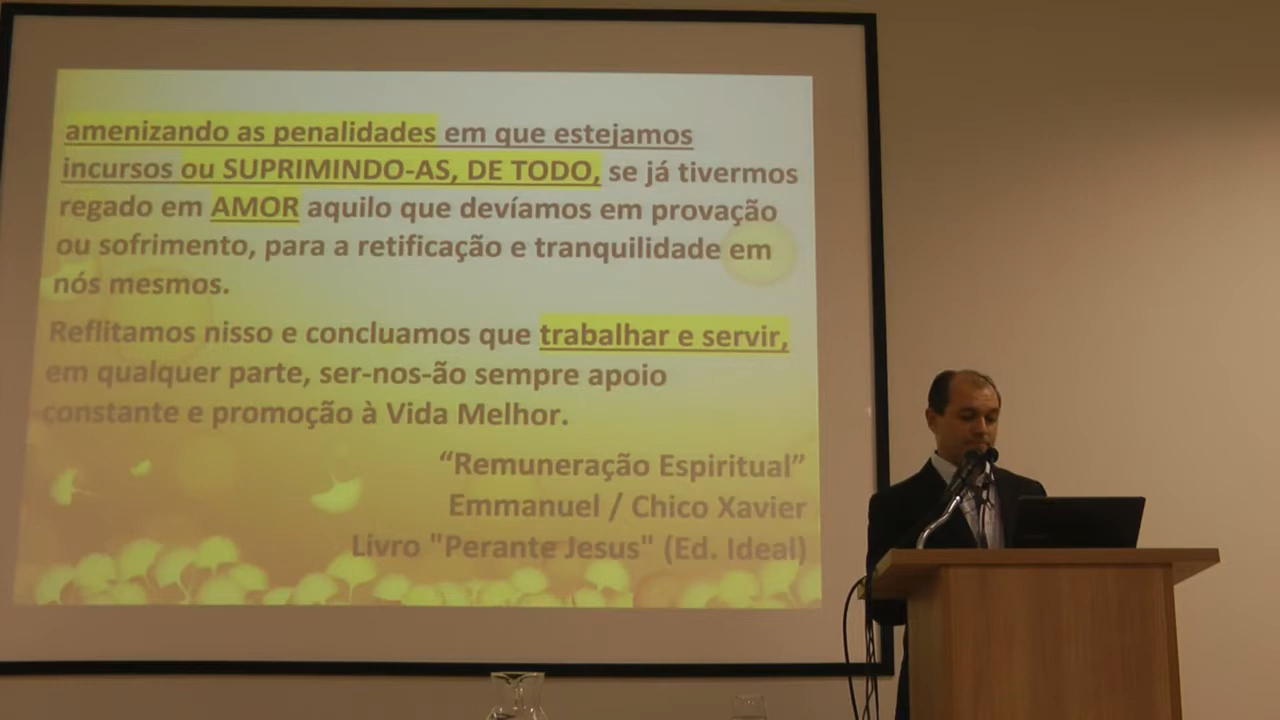 amenizando as penalidades em que estejamos
incursos ou SUPRIMINDO-AS, DE TODO, se já tivermos
regado em AMOR aquilo que devíamos em provação
ou sofrimento, para a retificação e tranquilidade em
nós mesmos.
Reflitamos nisso e concluamos que trabalhar e servir,
em qualquer parte, ser-nos-ão sempre apoio
constante e promoção à Vida Melhor.
“Remuneração Espiritual”
Emmanuel / Chico Xavier
Livro "Perante Jesus" (Ed. Ideal)